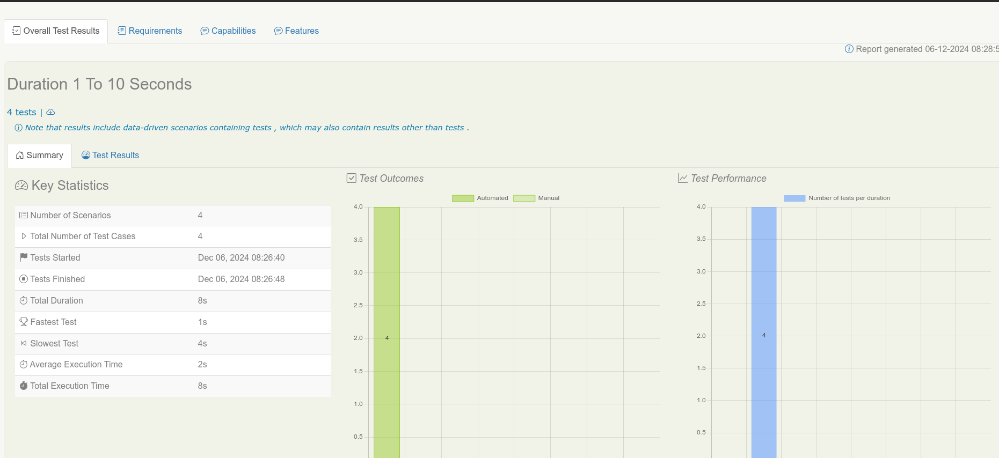 Overall Test Results
Requirements
Capabilities
Features
Report generated 06-12-2024 08:28:5
Duration 1 To 10 Seconds
4 tests |
Note that results include data-driven scenarios containing tests , which may also contain results other than tests .
Summary
Test Results
Key Statistics
Number of Scenarios 4
Total Number of Test Cases 4
Tests Started Dec 06, 2024 08:26:40
Tests Finished Dec 06, 2024 08:26:48
Total Duration 8s
Fastest Test 1s
Slowest Test 4s
Average Execution Time 2s
Total Execution Time 8s
Test Outcomes
Automated Manual
4.0
3.5
3.0
2.5
2.0
1.5
1.0
0.5
4
Test Performance
Number of tests per duration
4.0
3.5
3.0
2.5
2.0
1.5
1.0
0.5
4